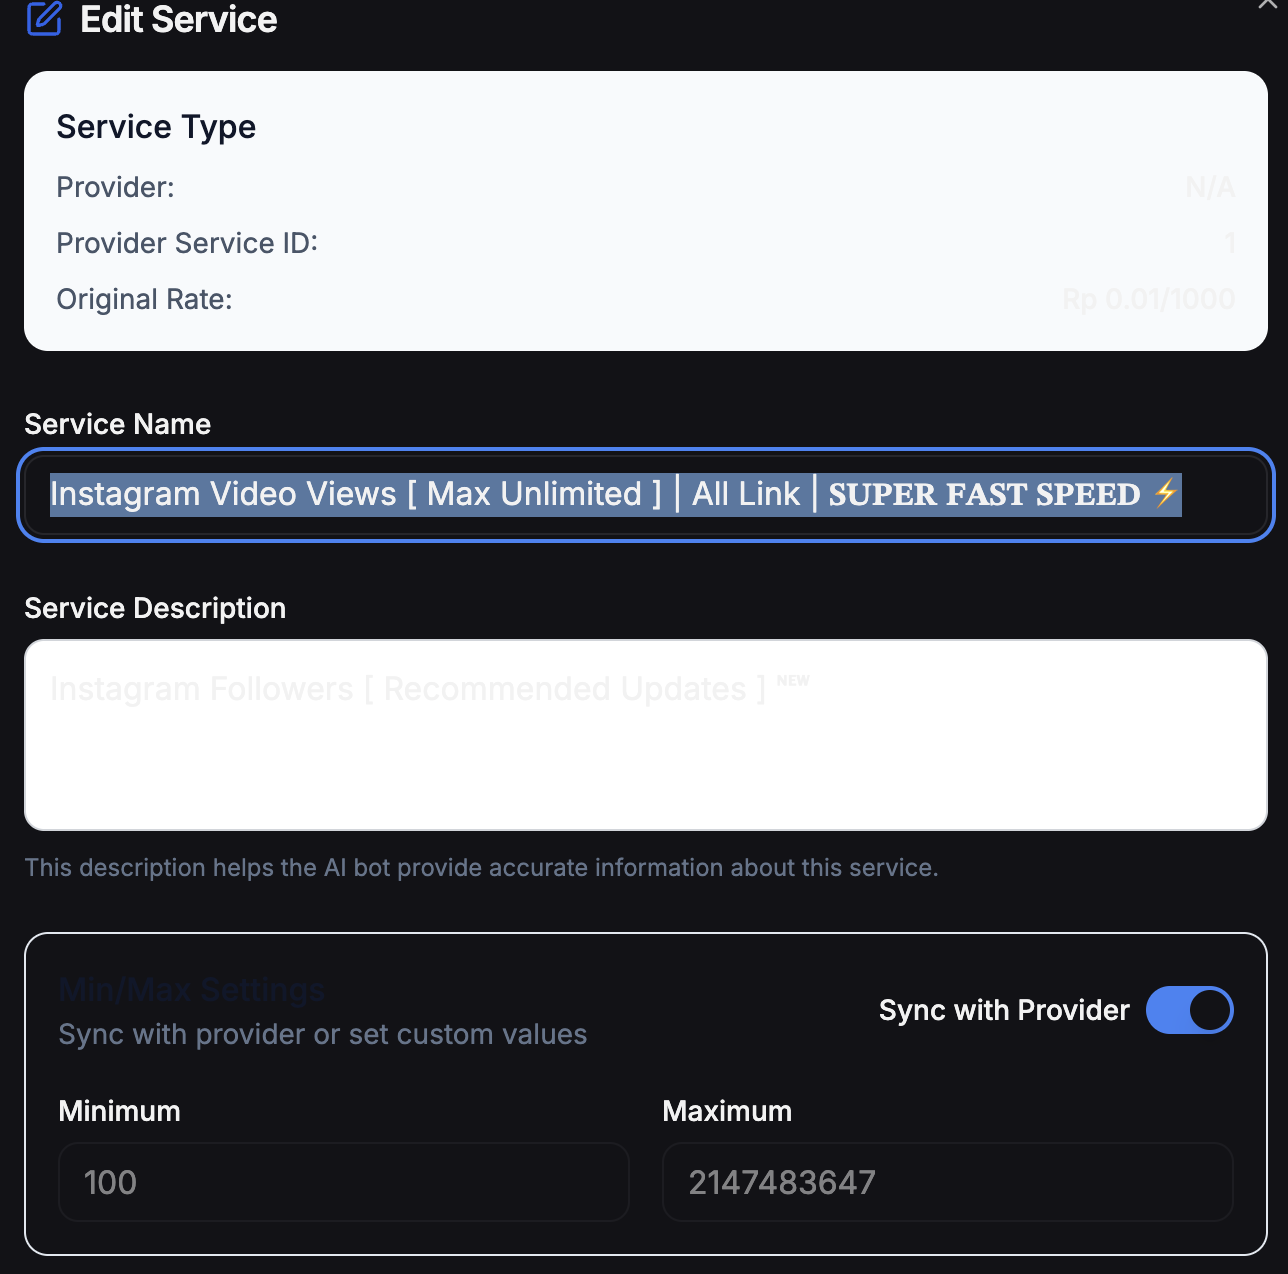 Edit Service
Service Type
Provider:
N/A
Provider Service ID:
1
Original Rate:
Rp 0.01/1000
Service Name
Instagram Video Views [ Max Unlimited ] | All Link | 𝐒𝐔𝐏𝐄𝐑 𝐅𝐀𝐒𝐓 𝐒𝐏𝐄𝐄𝐃 ⚡
Service Description
Instagram Followers [ Recommended Updates ] ᴺᴱᵂ
This description helps the AI bot provide accurate information about this service.
Min/Max Settings
Sync with provider or set custom values
Sync with Provider
Minimum
Maximum
100
2147483647